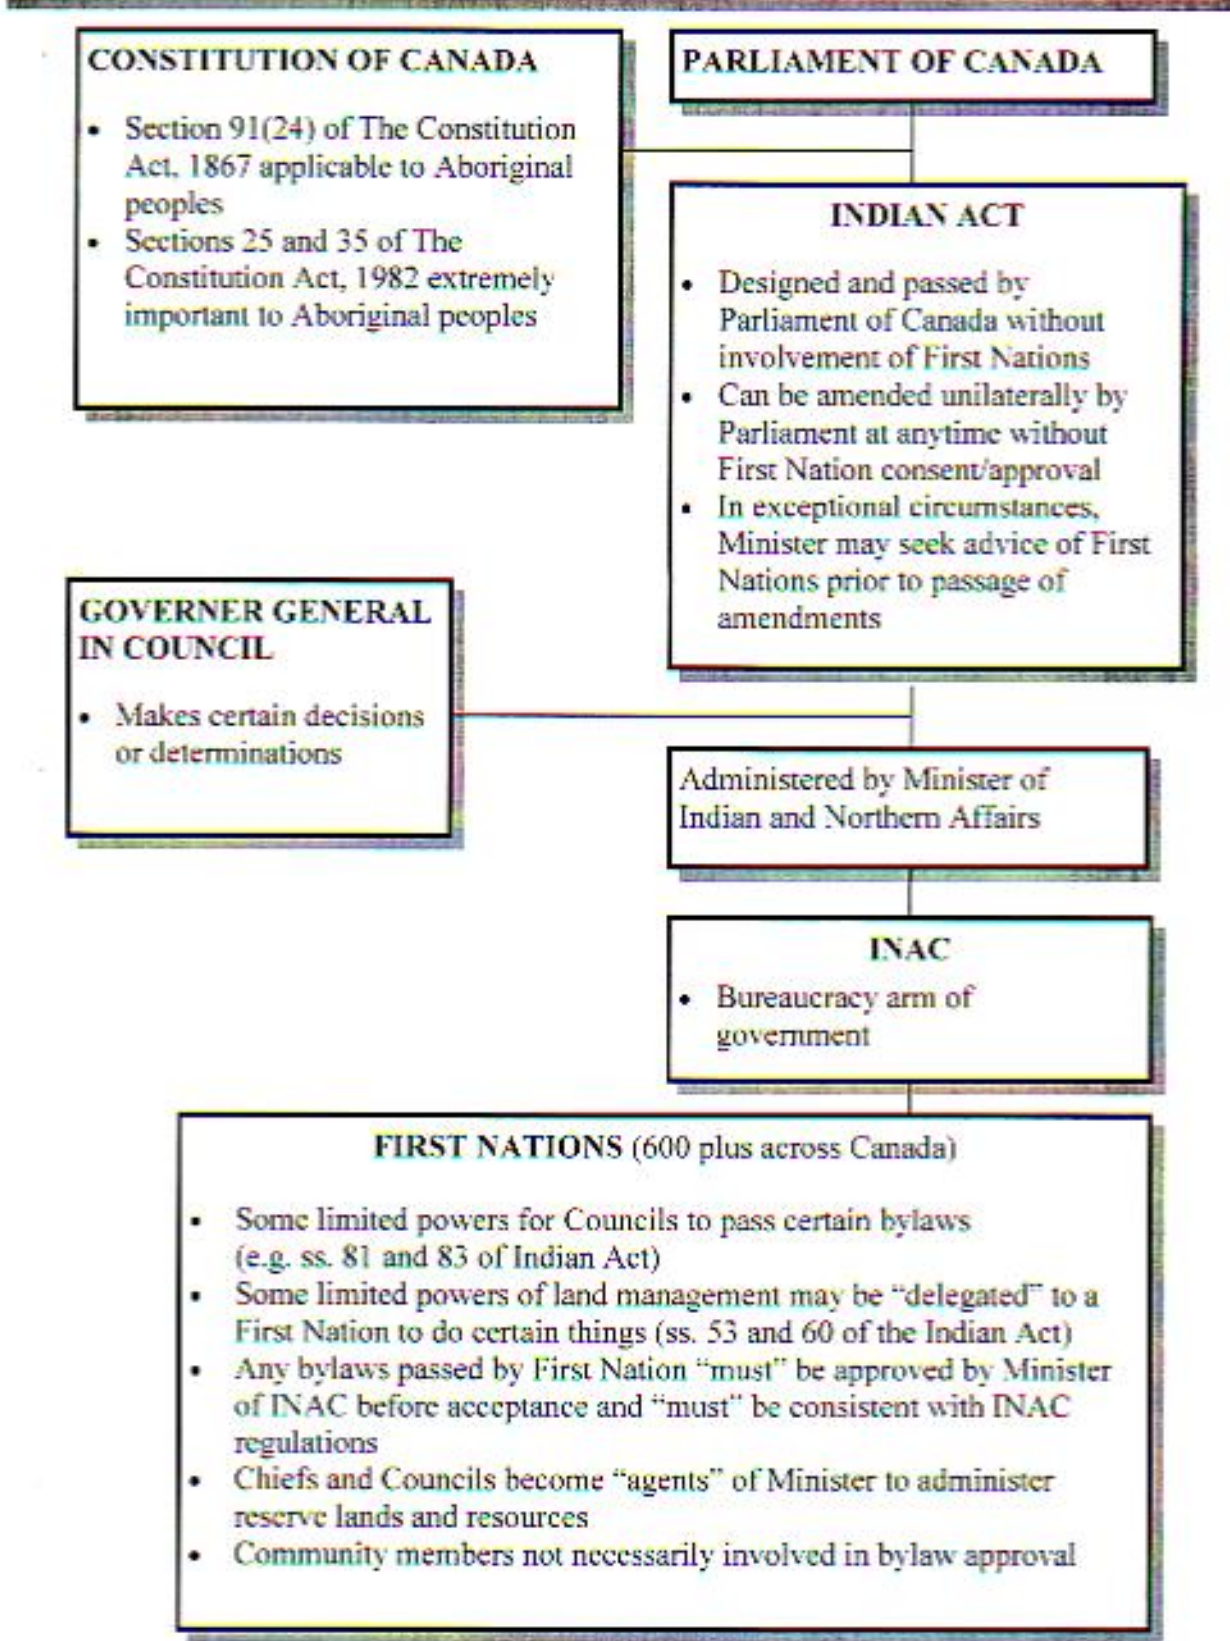 CONSTITUTION OF CANADA
• Section 91(24) of The Constitution
Act, 1867 applicable to Aboriginal
peoples
• Sections 25 and 35 of The
Constitution Act, 1982 extremely
important to Aboriginal peoples
PARLIAMENT OF CANADA
INDIAN ACT
• Designed and passed by
Parliament of Canada without
involvement of First Nations
• Can be amended unilaterally by
Parliament at anytime without
First Nation consent/approval
• In exceptional circumstances,
Minister may seek advice of First
Nations prior to passage of
amendments
GOVERNER GENERAL
IN COUNCIL
• Makes certain decisions
or determinations
Administered by Minister of
Indian and Northern Affairs
INAC
• Bureaucracy arm of
government
FIRST NATIONS (600 plus across Canada)
• Some limited powers for Councils to pass certain bylaws
(e.g. ss. 81 and 83 of Indian Act)
• Some limited powers of land management may be “delegated” to a
First Nation to do certain things (ss. 53 and 60 of the Indian Act)
• Any bylaws passed by First Nation “must” be approved by Minister
of INAC before acceptance and “must” be consistent with INAC
regulations
• Chiefs and Councils become “agents” of Minister to administer
reserve lands and resources
• Community members not necessarily involved in bylaw approval